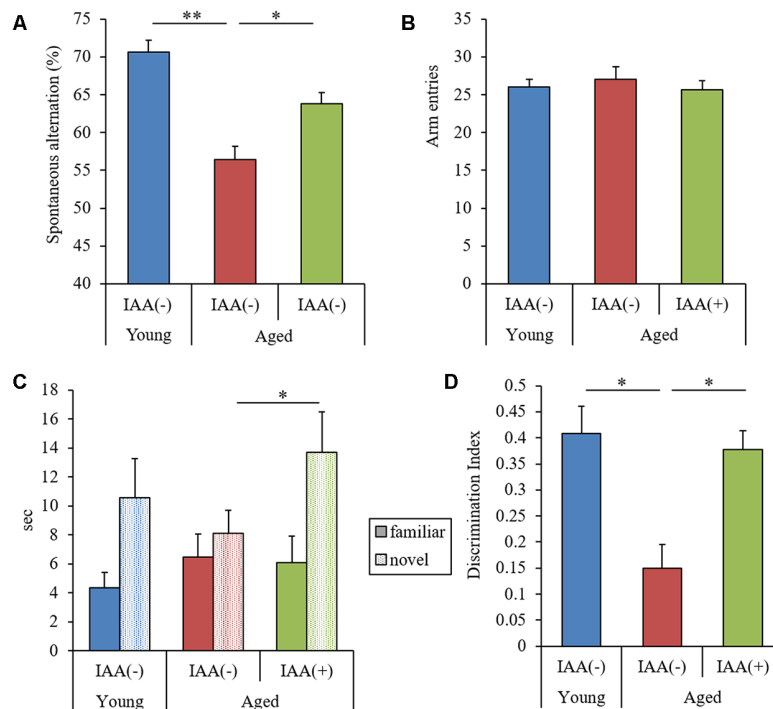 A
Spontaneous alternation (%)
75
70
65
60
55
50
45
40
**
*
IAA(-) IAA(-) IAA(-)
Young Aged
B
Arm entries
35
30
25
20
15
10
5
0
IAA(-) IAA(-) IAA(+)
Young Aged
C
sec
18
16
14
12
10
8
6
4
2
0
*
IAA(-) IAA(-) IAA(+)
Young Aged
familiar
novel
D
Discrimination Index
0.5
0.45
0.4
0.35
0.3
0.25
0.2
0.15
0.1
0.05
0
*
*
IAA(-) IAA(-) IAA(+)
Young Aged